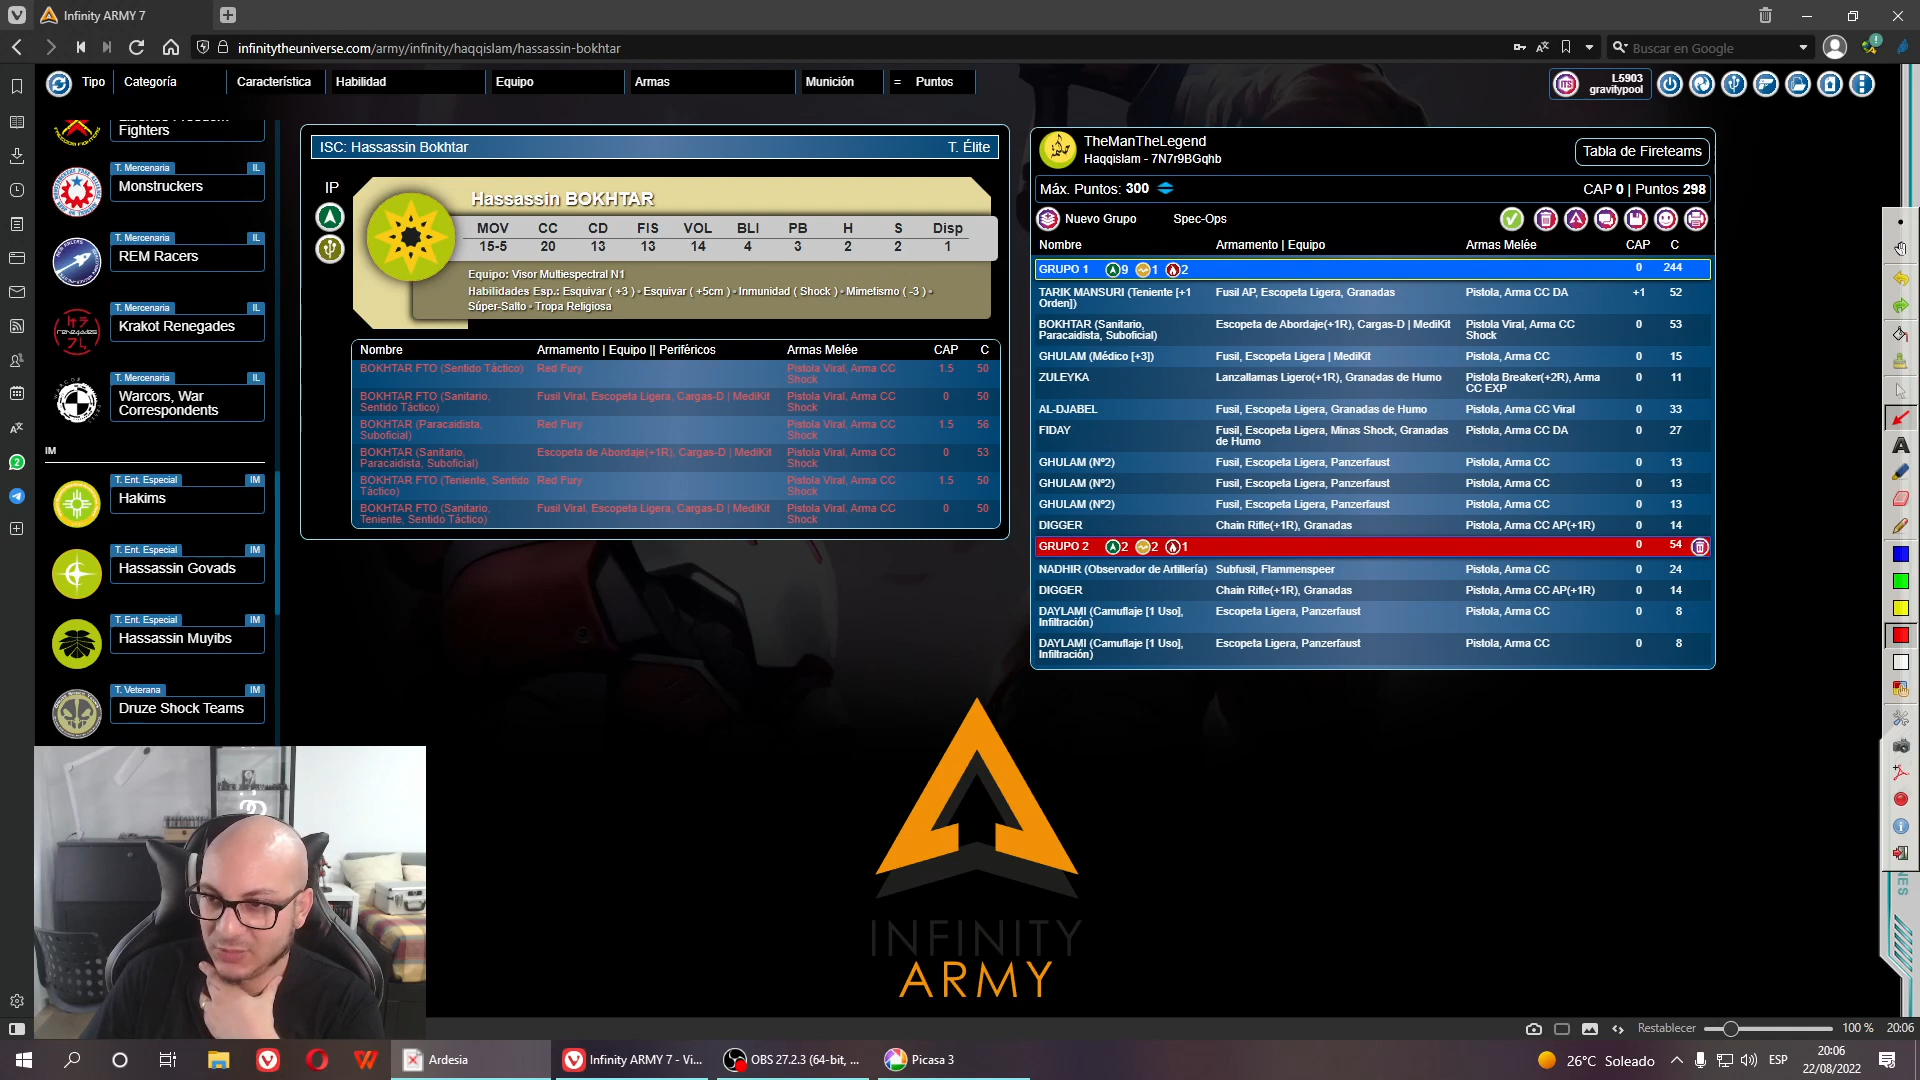 Infinity ARMY 7
infinitytheuniverse.com/army/infinity/haqqislam/hassassin-bokhtar
Buscar en Google
Tipo Categoría Característica Habilidad Equipo Armas Munición = Puntos
ITS L5903
gravitypool
Fighters
T. Mercenaria IL
Monstruckers
T. Mercenaria IL
REM Racers
T. Mercenaria IL
Krakot Renegades
T. Mercenaria IL
Warcors, War
Correspondents
IM
T. Ent. Especial IM
Hakims
T. Ent. Especial IM
Hassassin Govads
T. Ent. Especial IM
Hassassin Muyibs
T. Veterana IM
Druze Shock Teams
ISC: Hassassin Bokhtar T. Élite
IP
Hassassin BOKHTAR
MOV CC CD FIS VOL BLI PB H S Disp
15-5 20 13 13 14 4 3 2 2 1
Equipo: Visor Multiespectral N1
Habilidades Esp.: Esquivar ( +3 ) - Esquivar ( +5cm ) - Inmunidad ( Shock ) - Mimetismo ( -3 ) -
Súper-Salto - Tropa Religiosa
Nombre Armamento | Equipo || Periféricos Armas Melée CAP C
BOKHTAR FTO (Sentido Táctico) Red Fury Pistola Viral, Arma CC Shock 1.5 50
BOKHTAR FTO (Sanitario, Sentido Táctico) Fusil Viral, Escopeta Ligera, Cargas-D | MediKit Pistola Viral, Arma CC Shock 0 50
BOKHTAR (Paracaidista, Suboficial) Red Fury Pistola Viral, Arma CC Shock 1.5 56
BOKHTAR (Sanitario, Paracaidista, Suboficial) Escopeta de Abordaje(+1R), Cargas-D | MediKit Pistola Viral, Arma CC Shock 0 53
BOKHTAR FTO (Teniente, Sentido Táctico) Red Fury Pistola Viral, Arma CC Shock 1.5 50
BOKHTAR FTO (Sanitario, Teniente, Sentido Táctico) Fusil Viral, Escopeta Ligera, Cargas-D | MediKit Pistola Viral, Arma CC Shock 0 50
TheManTheLegend
Haqqislam - 7N7r9BGqhb
Tabla de Fireteams
Máx. Puntos: 300 CAP 0 | Puntos 298
Nuevo Grupo Spec-Ops
Nombre Armamento | Equipo Armas Melée CAP C
GRUPO 1 9 1 2 0 244
TARIK MANSURI (Teniente [+1 Orden]) Fusil AP, Escopeta Ligera, Granadas Pistola, Arma CC DA +1 52
BOKHTAR (Sanitario, Paracaidista, Suboficial) Escopeta de Abordaje(+1R), Cargas-D | MediKit Pistola Viral, Arma CC Shock 0 53
GHULAM (Médico [+3]) Fusil, Escopeta Ligera | MediKit Pistola, Arma CC 0 15
ZULEYKA Lanzallamas Ligero(+1R), Granadas de Humo Pistola Breaker(+2R), Arma CC EXP 0 11
AL-DJABEL Fusil, Escopeta Ligera, Granadas de Humo Pistola, Arma CC Viral 0 33
FIDAY Fusil, Escopeta Ligera, Minas Shock, Granadas de Humo Pistola, Arma CC DA 0 27
GHULAM (Nº2) Fusil, Escopeta Ligera, Panzerfaust Pistola, Arma CC 0 13
GHULAM (Nº2) Fusil, Escopeta Ligera, Panzerfaust Pistola, Arma CC 0 13
GHULAM (Nº2) Fusil, Escopeta Ligera, Panzerfaust Pistola, Arma CC 0 13
DIGGER Chain Rifle(+1R), Granadas Pistola, Arma CC AP(+1R) 0 14
GRUPO 2 2 2 1 0 54
NADHIR (Observador de Artillería) Subfusil, Flammenspeer Pistola, Arma CC 0 24
DIGGER Chain Rifle(+1R), Granadas Pistola, Arma CC AP(+1R) 0 14
DAYLAMI (Camuflaje [1 Uso], Infiltración) Escopeta Ligera, Panzerfaust Pistola, Arma CC 0 8
DAYLAMI (Camuflaje [1 Uso], Infiltración) Escopeta Ligera, Panzerfaust Pistola, Arma CC 0 8
INFINITY
ARMY
Restablecer 100 % 20:06
Ardesia
Infinity ARMY 7 - Vi...
OBS 27.2.3 (64-bit, ...
Picasa 3
26°C Soleado
ESP
20:06
22/08/2022